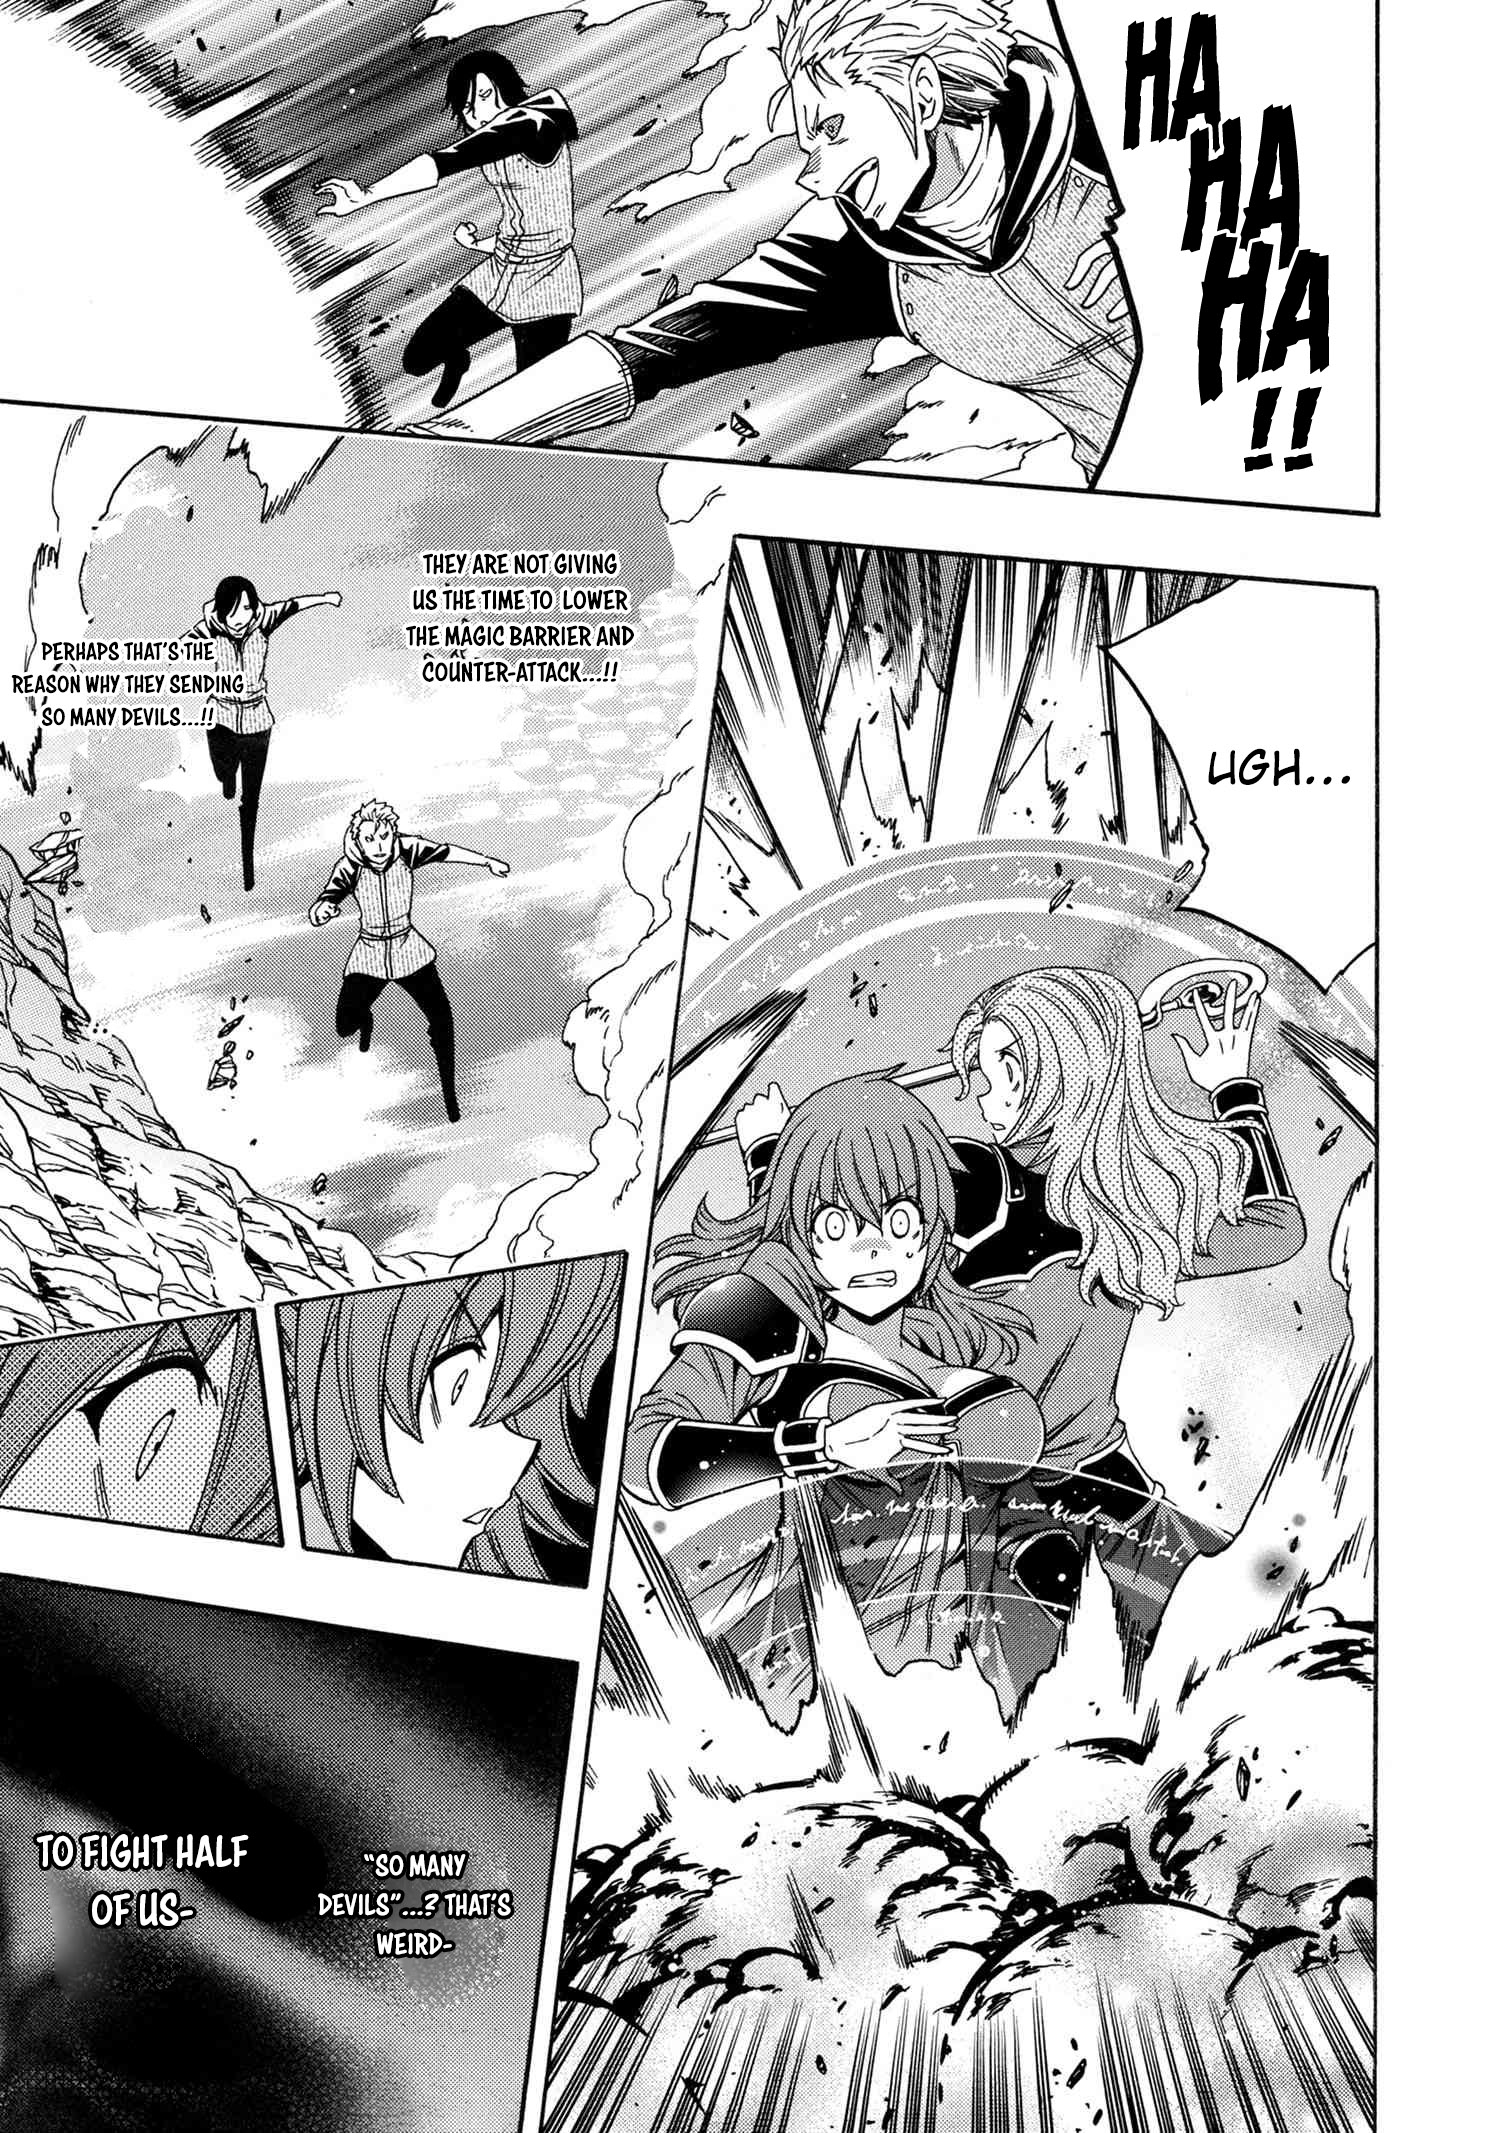 HA
HA
HA
HA
HA
!!
UGH...
THEY ARE NOT GIVING
US THE TIME TO LOWER
THE MAGIC BARRIER AND
COUNTER-ATTACK...!!
PERHAPS THAT'S THE
REASON WHY THEY SENDING
SO MANY DEVILS...!!
"SO MANY
DEVILS"...? THAT'S
WEIRD-
TO FIGHT HALF
OF US-